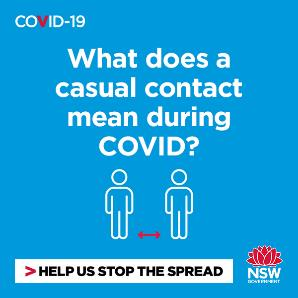 COVID-19
What does a
casual contact
mean during
COVID?
> HELP US STOP THE SPREAD
NSW
GOVERNMENT